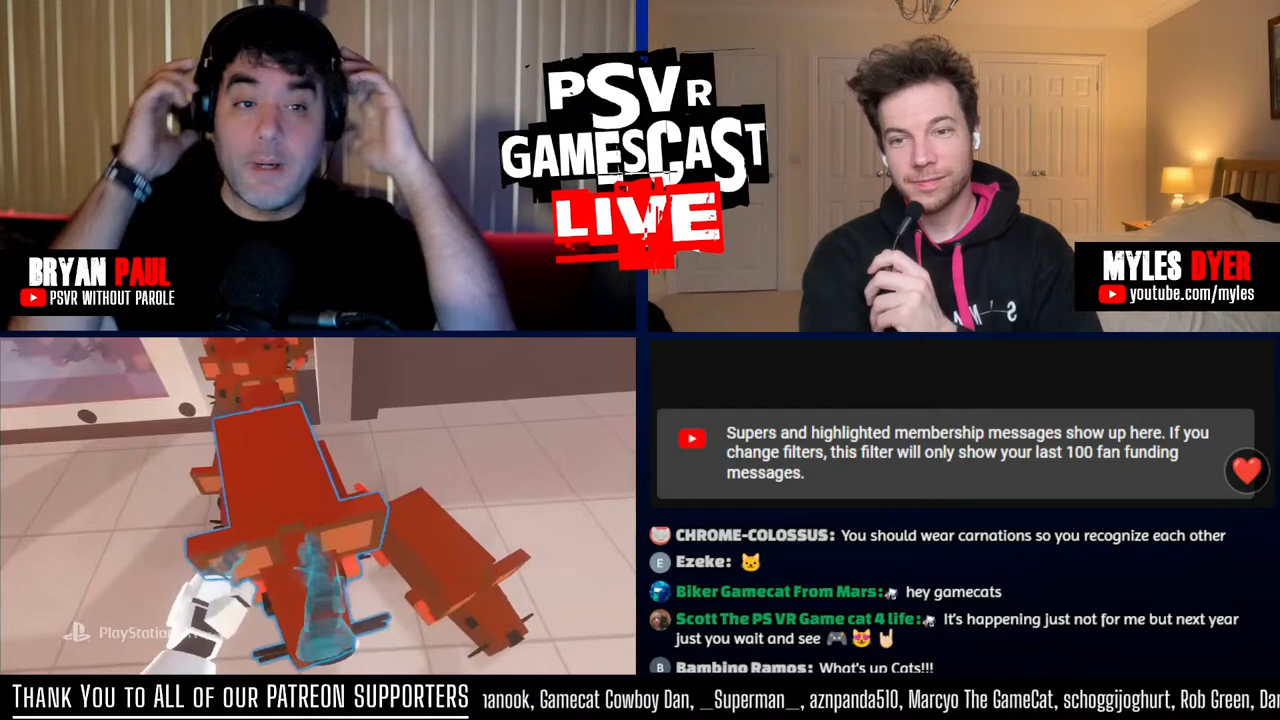 PSVR
GAMESCAST
LIVE
BRYAN PAUL
PSVR WITHOUT PAROLE
MYLES DYER
youtube.com/myles
PlayStation
Supers and highlighted membership messages show up here. If you
change filters, this filter will only show your last 100 fan funding
messages.
CHROME-COLOSSUS: You should wear carnations so you recognize each other
E Ezeke: 😺
Biker Gamecat From Mars: hey gamecats
Scott The PS VR Game cat 4 life: It's happening just not for me but next year
just you wait and see 🎮 😻 🤘🏻
B Bambino Ramos: What's up Cats!!!
THANK YOU TO ALL OF OUR PATREON SUPPORTERS
nanook, Gamecat Cowboy Dan, __Superman__, aznpanda510, Marcyo The GameCat, schoggijoghurt, Rob Green, Da